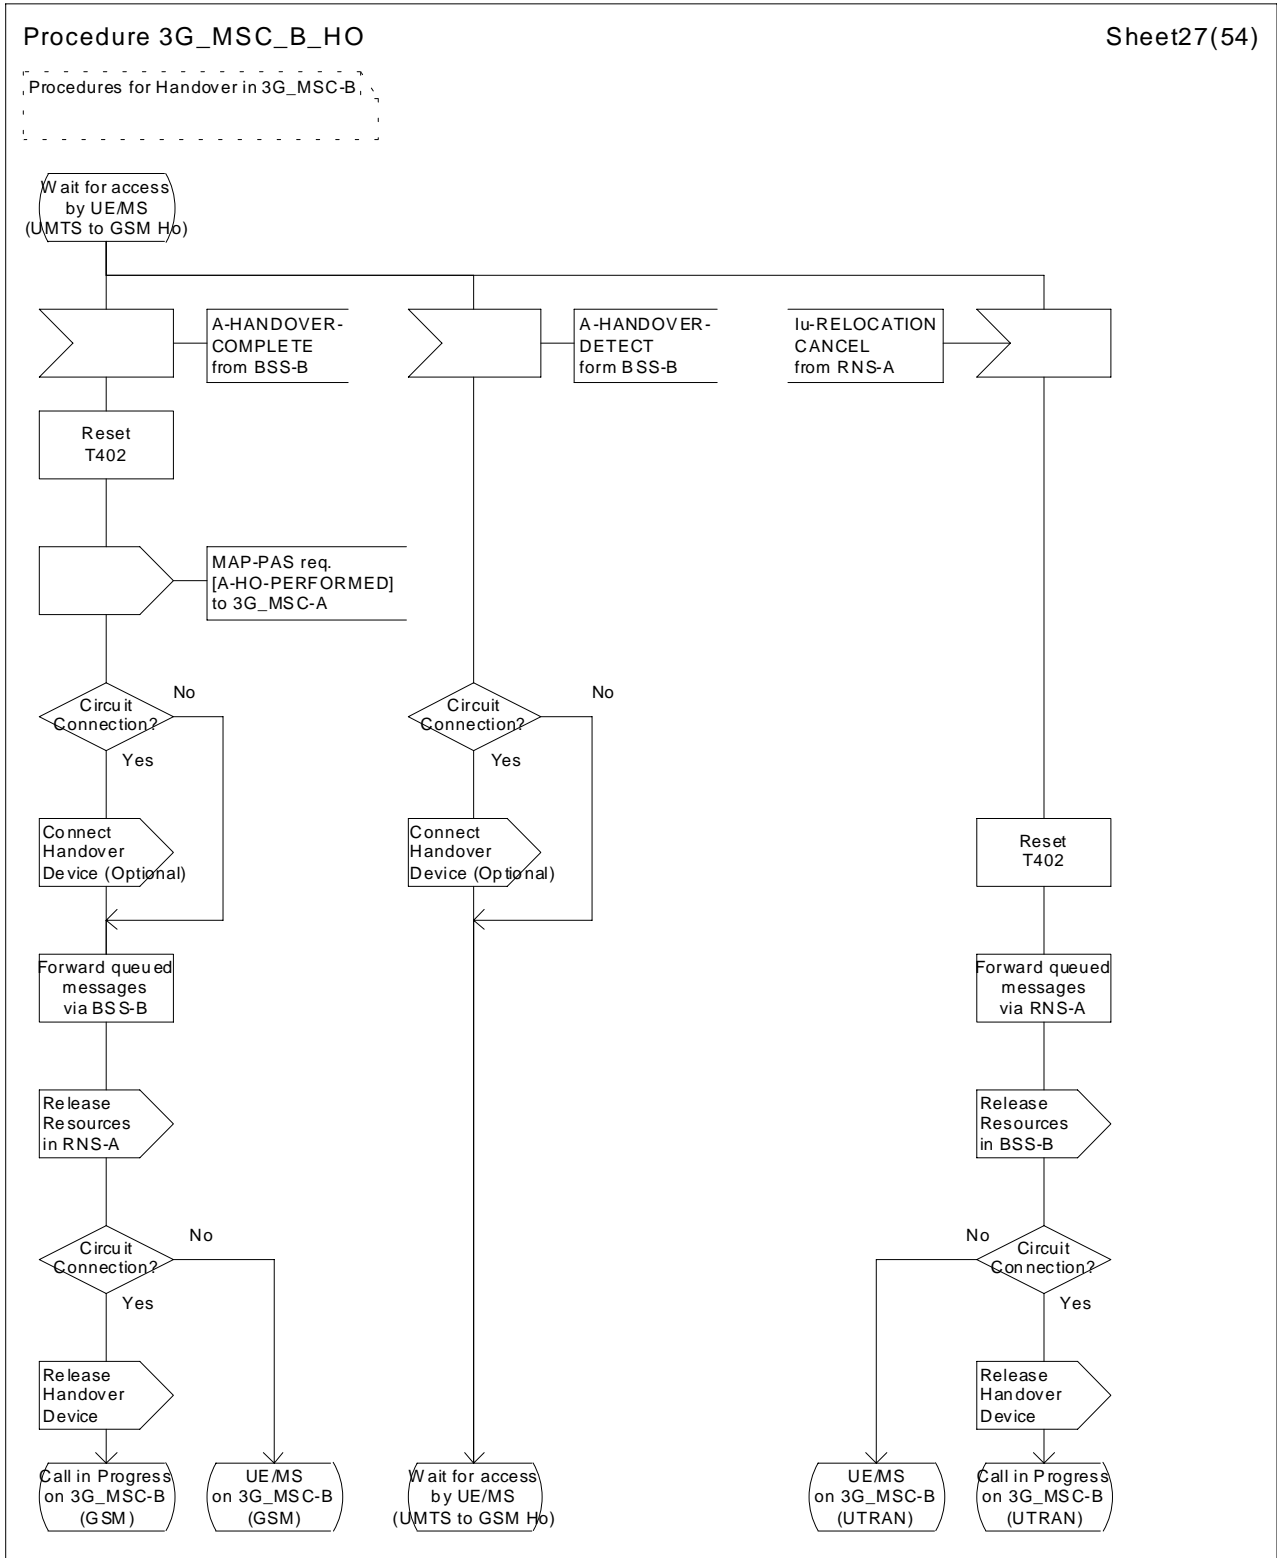 Procedure 3G_MSC_B_HO
Sheet27(54)
Procedures for Handover in 3G_MSC-B
Wait for access
by UE/MS
(UMTS to GSM Ho)
A-HANDOVER-
COMPLETE
from BSS-B
A-HANDOVER-
DETECT
form BSS-B
Iu-RELOCATION
CANCEL
from RNS-A
Reset
T402
MAP-PAS req.
[A-HO-PERFORMED]
to 3G_MSC-A
Circuit
Connection?
No
Yes
Circuit
Connection?
No
Yes
Connect
Handover
Device (Optional)
Connect
Handover
Device (Optional)
Reset
T402
Forward queued
messages
via BSS-B
Forward queued
messages
via RNS-A
Release
Resources
in RNS-A
Release
Resources
in BSS-B
Circuit
Connection?
No
Yes
No
Circuit
Connection?
Yes
Release
Handover
Device
Release
Handover
Device
Call in Progress
on 3G_MSC-B
(GSM)
UE/MS
on 3G_MSC-B
(GSM)
Wait for access
by UE/MS
(UMTS to GSM Ho)
UE/MS
on 3G_MSC-B
(UTRAN)
Call in Progress
on 3G_MSC-B
(UTRAN)